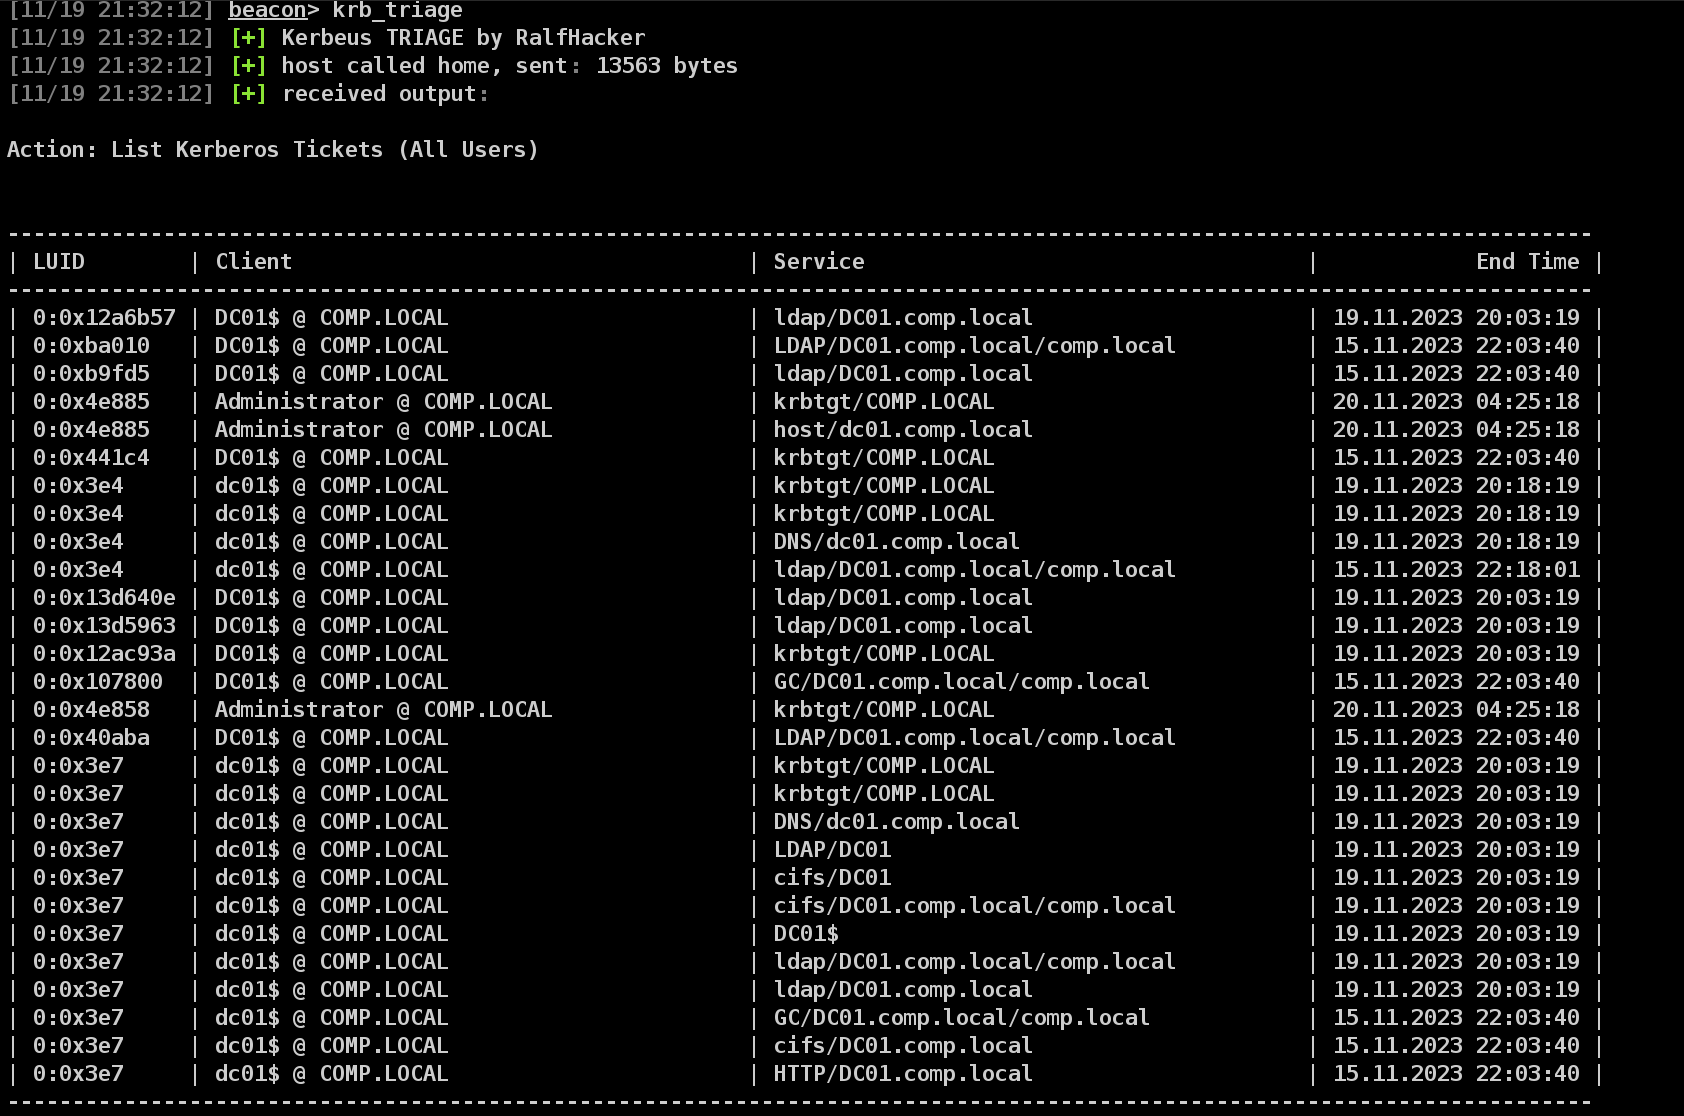 [11/19 21:32:12] beacon> krb_triage
[11/19 21:32:12] [+] Kerbeus TRIAGE by RalfHacker
[11/19 21:32:12] [+] host called home, sent: 13563 bytes
[11/19 21:32:12] [+] received output:
Action: List Kerberos Tickets (All Users)
| LUID | Client | Service | End Time |
| 0:0x12a6b57 | DC01$ @ COMP.LOCAL | ldap/DC01.comp.local | 19.11.2023 20:03:19 |
| 0:0xba010 | DC01$ @ COMP.LOCAL | LDAP/DC01.comp.local/comp.local | 15.11.2023 22:03:40 |
| 0:0xb9fd5 | DC01$ @ COMP.LOCAL | ldap/DC01.comp.local | 15.11.2023 22:03:40 |
| 0:0x4e885 | Administrator @ COMP.LOCAL | krbtgt/COMP.LOCAL | 20.11.2023 04:25:18 |
| 0:0x4e885 | Administrator @ COMP.LOCAL | host/dc01.comp.local | 20.11.2023 04:25:18 |
| 0:0x441c4 | DC01$ @ COMP.LOCAL | krbtgt/COMP.LOCAL | 15.11.2023 22:03:40 |
| 0:0x3e4 | dc01$ @ COMP.LOCAL | krbtgt/COMP.LOCAL | 19.11.2023 20:18:19 |
| 0:0x3e4 | dc01$ @ COMP.LOCAL | krbtgt/COMP.LOCAL | 19.11.2023 20:18:19 |
| 0:0x3e4 | dc01$ @ COMP.LOCAL | DNS/dc01.comp.local | 19.11.2023 20:18:19 |
| 0:0x3e4 | dc01$ @ COMP.LOCAL | ldap/DC01.comp.local/comp.local | 15.11.2023 22:18:01 |
| 0:0x13d640e | DC01$ @ COMP.LOCAL | ldap/DC01.comp.local | 19.11.2023 20:03:19 |
| 0:0x13d5963 | DC01$ @ COMP.LOCAL | ldap/DC01.comp.local | 19.11.2023 20:03:19 |
| 0:0x12ac93a | DC01$ @ COMP.LOCAL | krbtgt/COMP.LOCAL | 19.11.2023 20:03:19 |
| 0:0x107800 | DC01$ @ COMP.LOCAL | GC/DC01.comp.local/comp.local | 15.11.2023 22:03:40 |
| 0:0x4e858 | Administrator @ COMP.LOCAL | krbtgt/COMP.LOCAL | 20.11.2023 04:25:18 |
| 0:0x40aba | DC01$ @ COMP.LOCAL | LDAP/DC01.comp.local/comp.local | 15.11.2023 22:03:40 |
| 0:0x3e7 | dc01$ @ COMP.LOCAL | krbtgt/COMP.LOCAL | 19.11.2023 20:03:19 |
| 0:0x3e7 | dc01$ @ COMP.LOCAL | krbtgt/COMP.LOCAL | 19.11.2023 20:03:19 |
| 0:0x3e7 | dc01$ @ COMP.LOCAL | DNS/dc01.comp.local | 19.11.2023 20:03:19 |
| 0:0x3e7 | dc01$ @ COMP.LOCAL | LDAP/DC01 | 19.11.2023 20:03:19 |
| 0:0x3e7 | dc01$ @ COMP.LOCAL | cifs/DC01 | 19.11.2023 20:03:19 |
| 0:0x3e7 | dc01$ @ COMP.LOCAL | cifs/DC01.comp.local/comp.local | 19.11.2023 20:03:19 |
| 0:0x3e7 | dc01$ @ COMP.LOCAL | DC01$ | 19.11.2023 20:03:19 |
| 0:0x3e7 | dc01$ @ COMP.LOCAL | ldap/DC01.comp.local/comp.local | 19.11.2023 20:03:19 |
| 0:0x3e7 | dc01$ @ COMP.LOCAL | ldap/DC01.comp.local | 19.11.2023 20:03:19 |
| 0:0x3e7 | dc01$ @ COMP.LOCAL | GC/DC01.comp.local/comp.local | 15.11.2023 22:03:40 |
| 0:0x3e7 | dc01$ @ COMP.LOCAL | cifs/DC01.comp.local | 15.11.2023 22:03:40 |
| 0:0x3e7 | dc01$ @ COMP.LOCAL | HTTP/DC01.comp.local | 15.11.2023 22:03:40 |